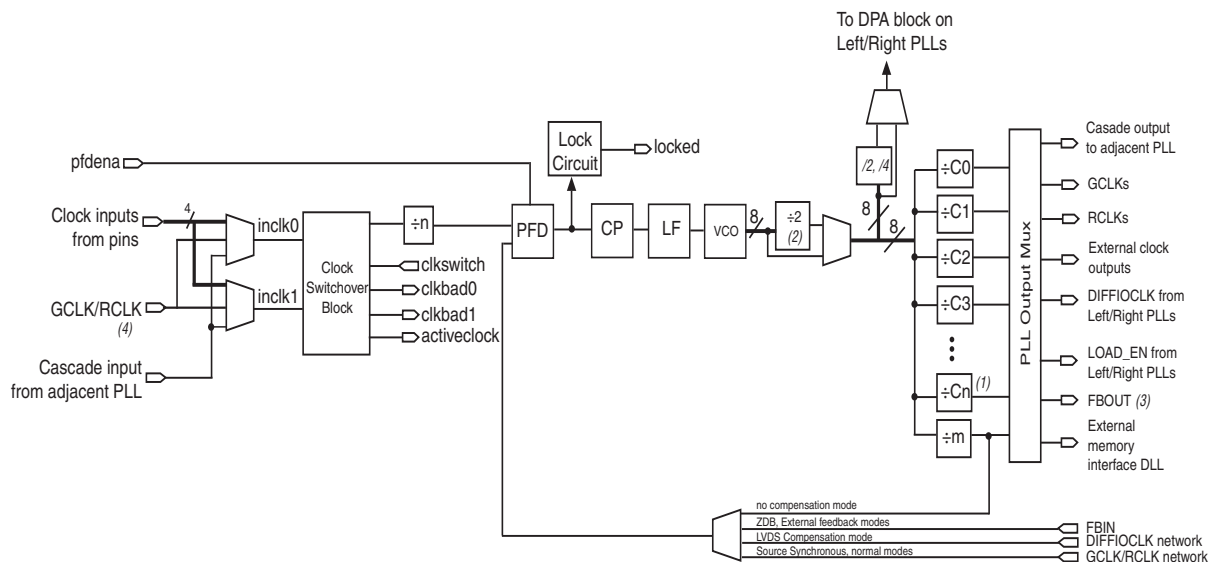 To DPA block on
Left/Right PLLs
Lock
Circuit
locked
pfdena
/2, /4
Casade output
to adjacent PLL
÷C0
GCLKs
4
Clock inputs
from pins
inclk0
÷n
PFD
CP
LF
VCO
8
÷2
(2)
8
8
÷C1
RCLKs
÷C2
External clock
outputs
Clock
Switchover
Block
clkswitch
clkbad0
clkbad1
activeclock
inclk1
GCLK/RCLK
(4)
÷C3
PLL Output Mux
DIFFIOCLK from
Left/Right PLLs
Cascade input
from adjacent PLL
LOAD_EN from
Left/Right PLLs
÷Cn
(1)
FBOUT (3)
÷m
External
memory
interface DLL
no compensation mode
ZDB, External feedback modes
FBIN
LVDS Compensation mode
DIFFIOCLK network
Source Synchronous, normal modes
GCLK/RCLK network